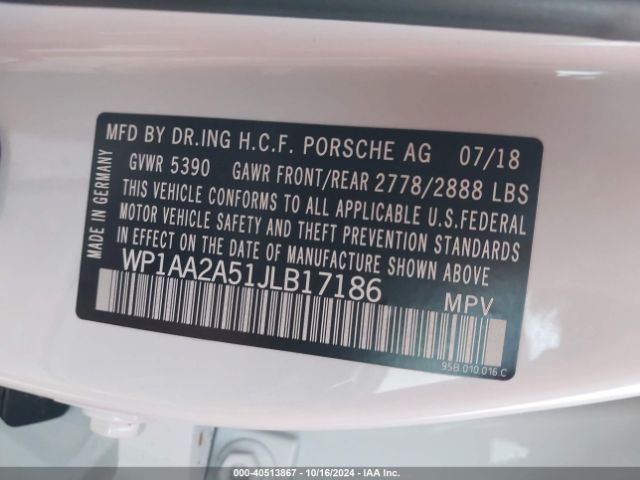 MFD BY DR.ING H.C.F. PORSCHE AG 07/18
GVWR 5390 GAWR FRONT/REAR 2778/2888 LBS
THIS VEHICLE CONFORMS TO ALL APPLICABLE U.S.FEDERAL
MOTOR VEHICLE SAFETY AND THEFT PREVENTION STANDARDS
IN EFFECT ON THE DATE OF MANUFACTURE SHOWN ABOVE
WP1AA2A51JLB17186 MPV
MADE IN GERMANY
95B 010 016 C
000-40513867 - 10/16/2024 - IAA Inc.